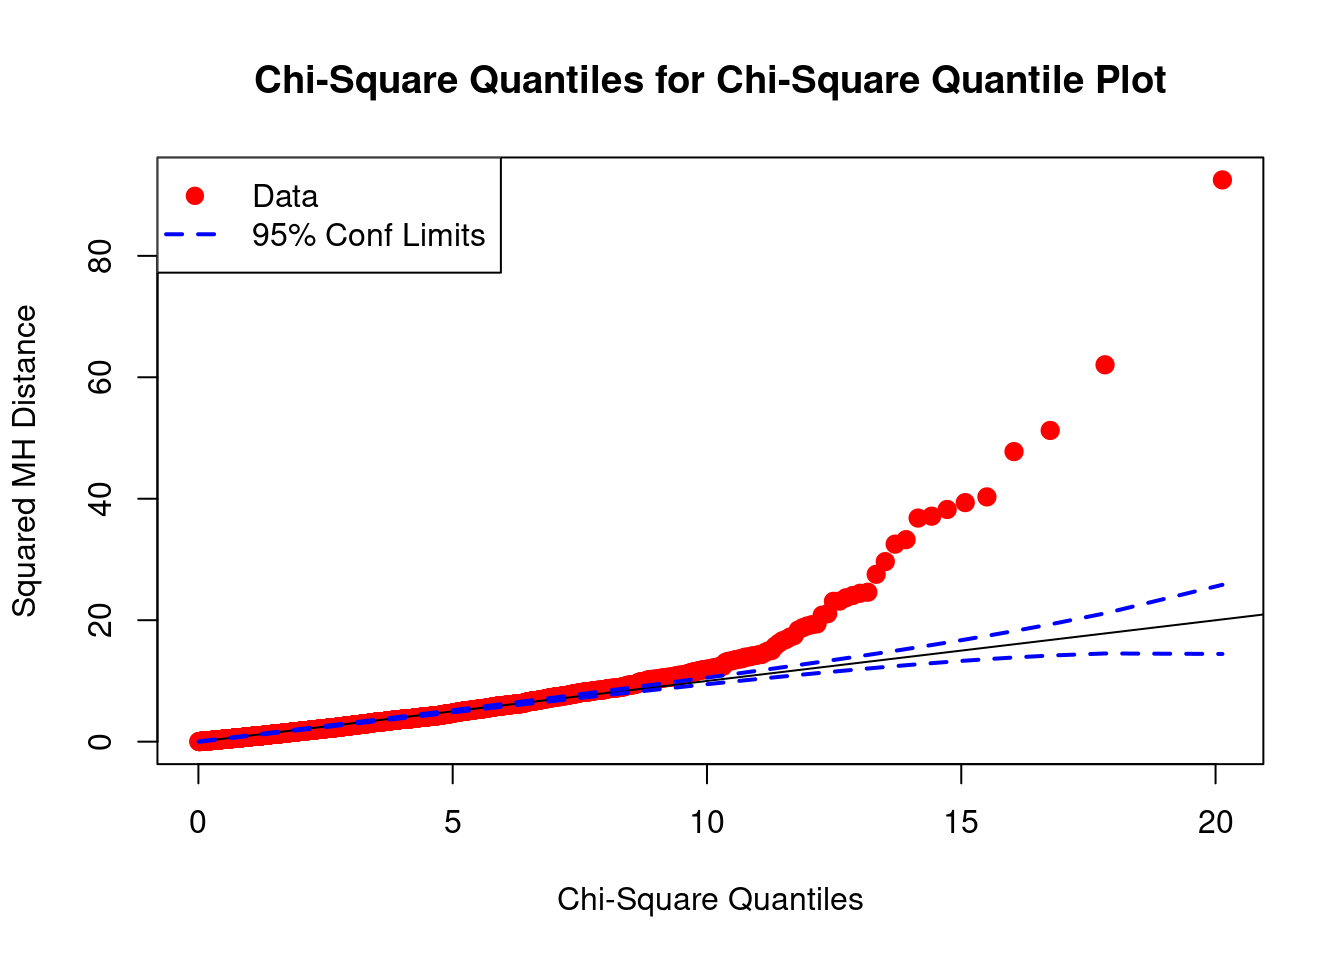 Chi-Square Quantiles for Chi-Square Quantile Plot
Data
95% Conf Limits
Squared MH Distance
80
60
40
20
0
0 5 10 15 20
Chi-Square Quantiles